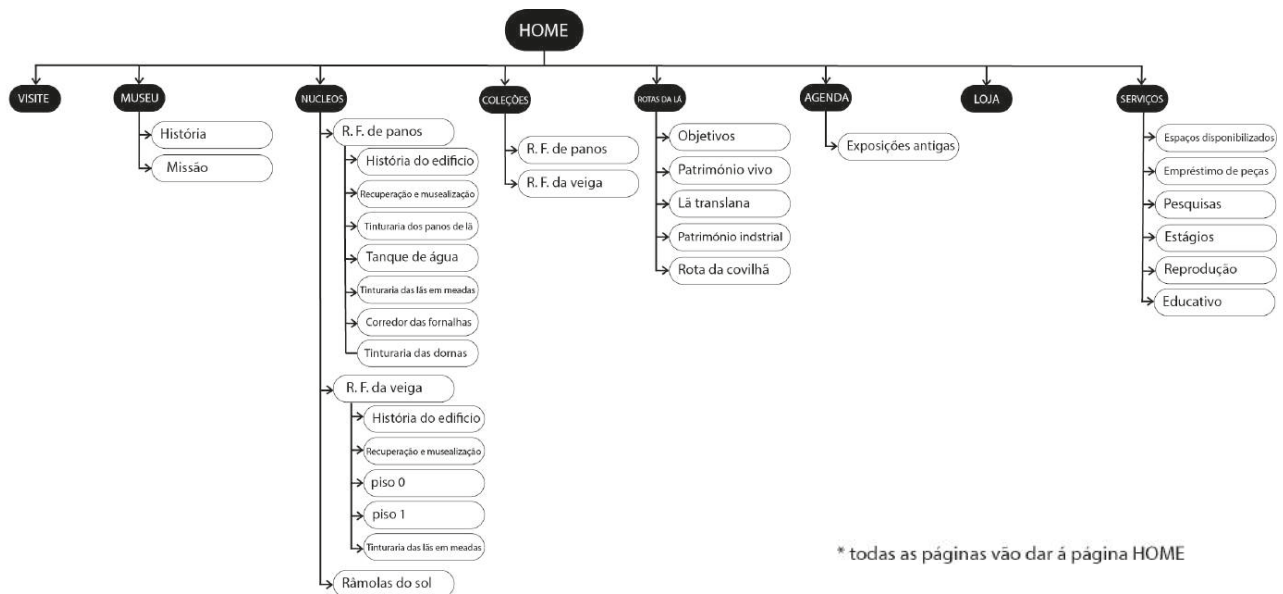 HOME
VISITE
MUSEU
História
Missão
NUCLEOS
R. F. de panos
História do edificio
Recuperação e musealização
Tinturaria dos panos de lã
Tanque de água
Tinturaria das lãs em meadas
Corredor das fornalhas
Tinturaria das dornas
R. F. da veiga
História do edificio
Recuperação e musealização
piso 0
piso 1
Tinturaria das lãs em meadas
Râmolas do sol
COLEÇÕES
R. F. de panos
R. F. da veiga
ROTAS DA LÃ
Objetivos
Património vivo
Lã translana
Património indstrial
Rota da covilhã
AGENDA
Exposições antigas
LOJA
SERVIÇOS
Espaços disponibilizados
Empréstimo de peças
Pesquisas
Estágios
Reprodução
Educativo
* todas as páginas vão dar á página HOME